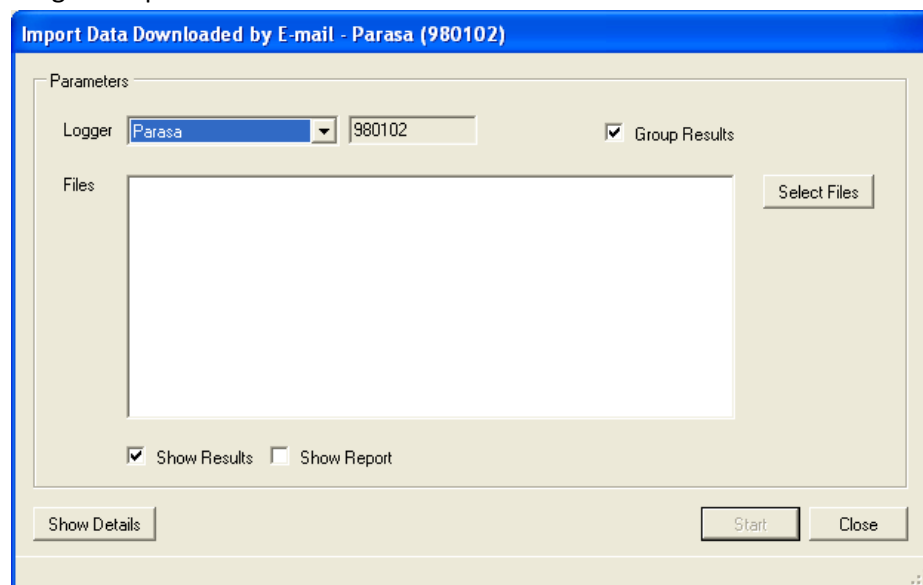 Import Data Downloaded by E-mail - Parasa (980102)
Parameters
Logger Parasa 980102 Group Results
Files Select Files
Show Results Show Report
Show Details Start Close